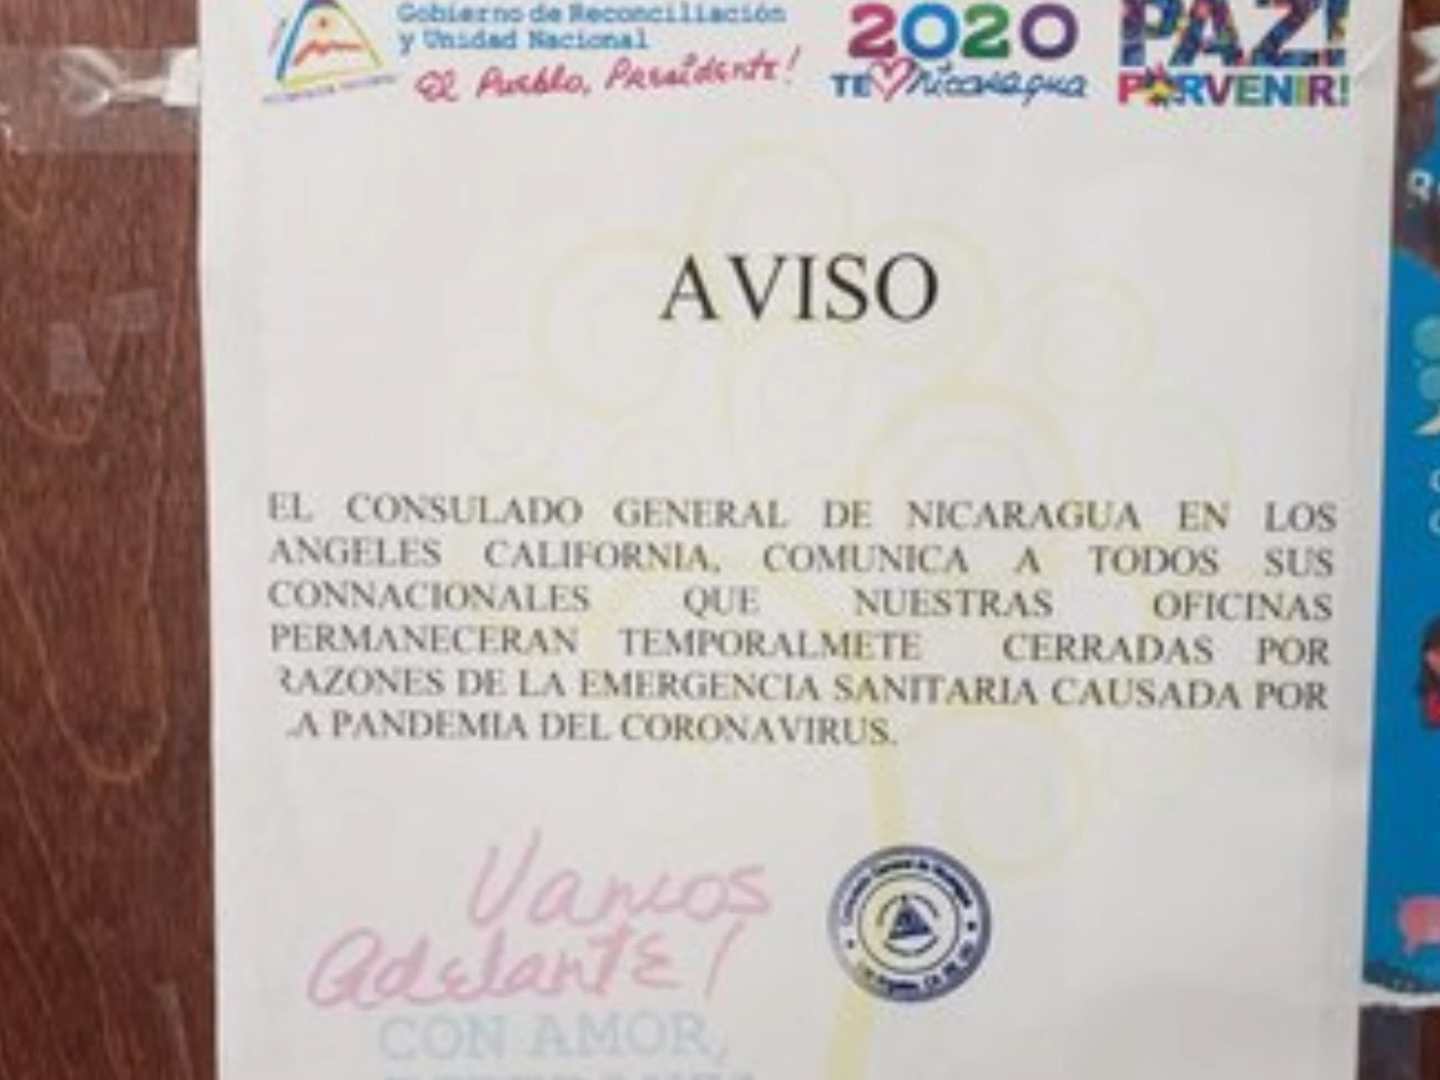 Gobierno de Reconciliación
y Unidad Nacional
El Pueblo, Presidente!
2020
TE Nicaragua
PAZ!
PORVENIR!
AVISO
EL CONSULADO GENERAL DE NICARAGUA EN LOS
ANGELES CALIFORNIA, COMUNICA A TODOS SUS
CONNACIONALES QUE NUESTRAS OFICINAS
PERMANECERAN TEMPORALMETE CERRADAS POR
RAZONES DE LA EMERGENCIA SANITARIA CAUSADA POR
LA PANDEMIA DEL CORONAVIRUS.
Vamos
Adelante!
CON AMOR,